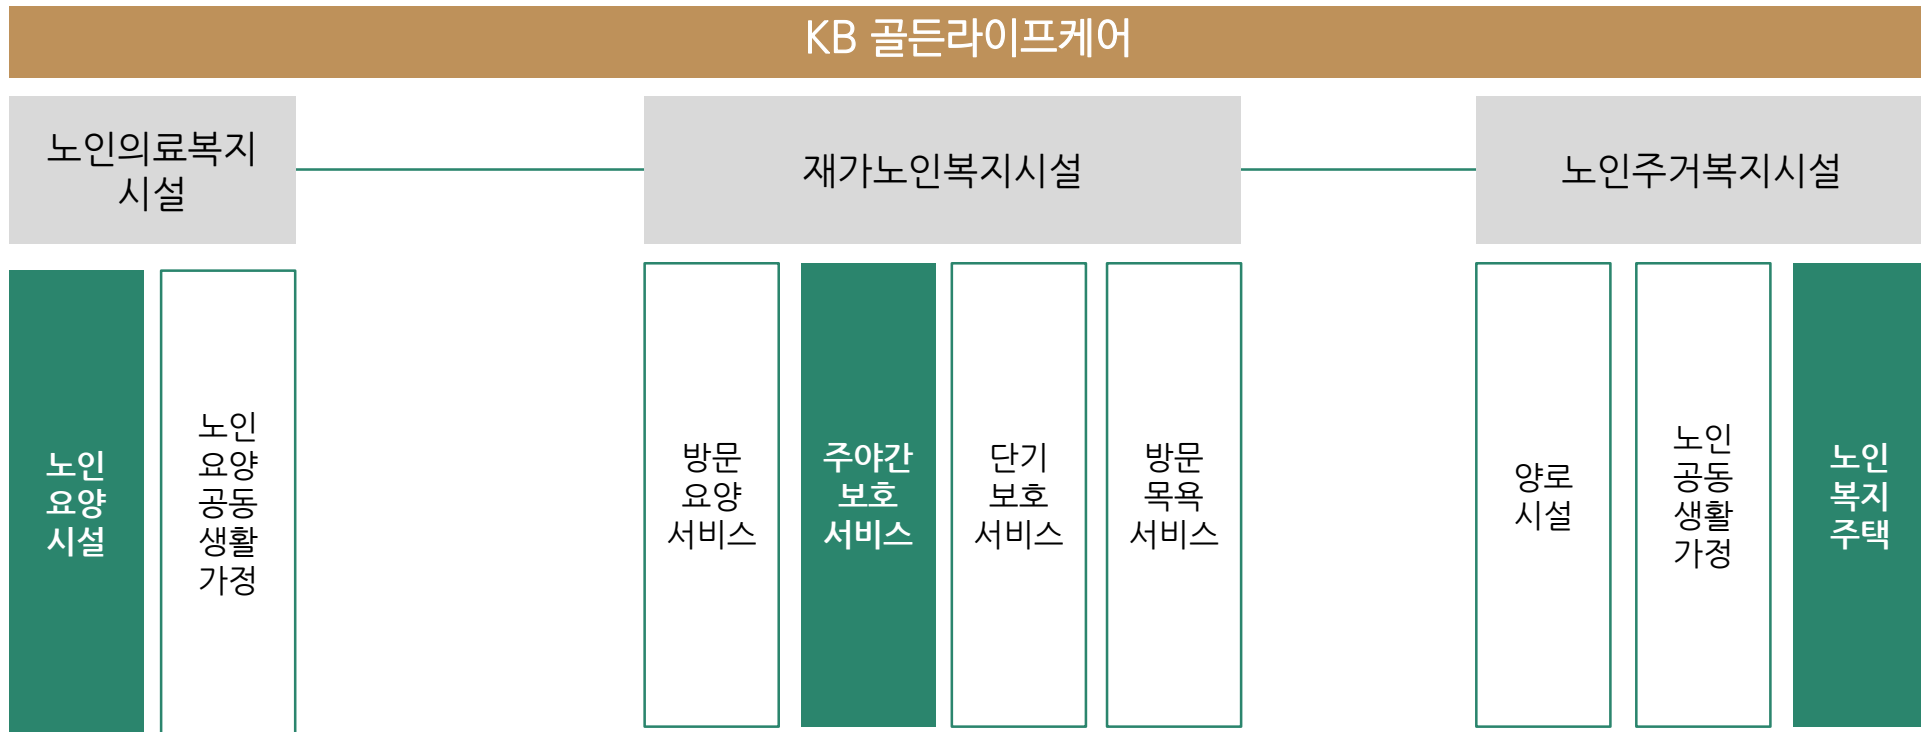 KB 골든라이프케어
노인의료복지
시설
재가노인복지시설
노인주거복지시설
노인
요양
시설
노인
요양
공동
생활
가정
방문
요양
서비스
주야간
보호
서비스
단기
보호
서비스
방문
목욕
서비스
양로
시설
노인
공동
생활
가정
노인
복지
주택